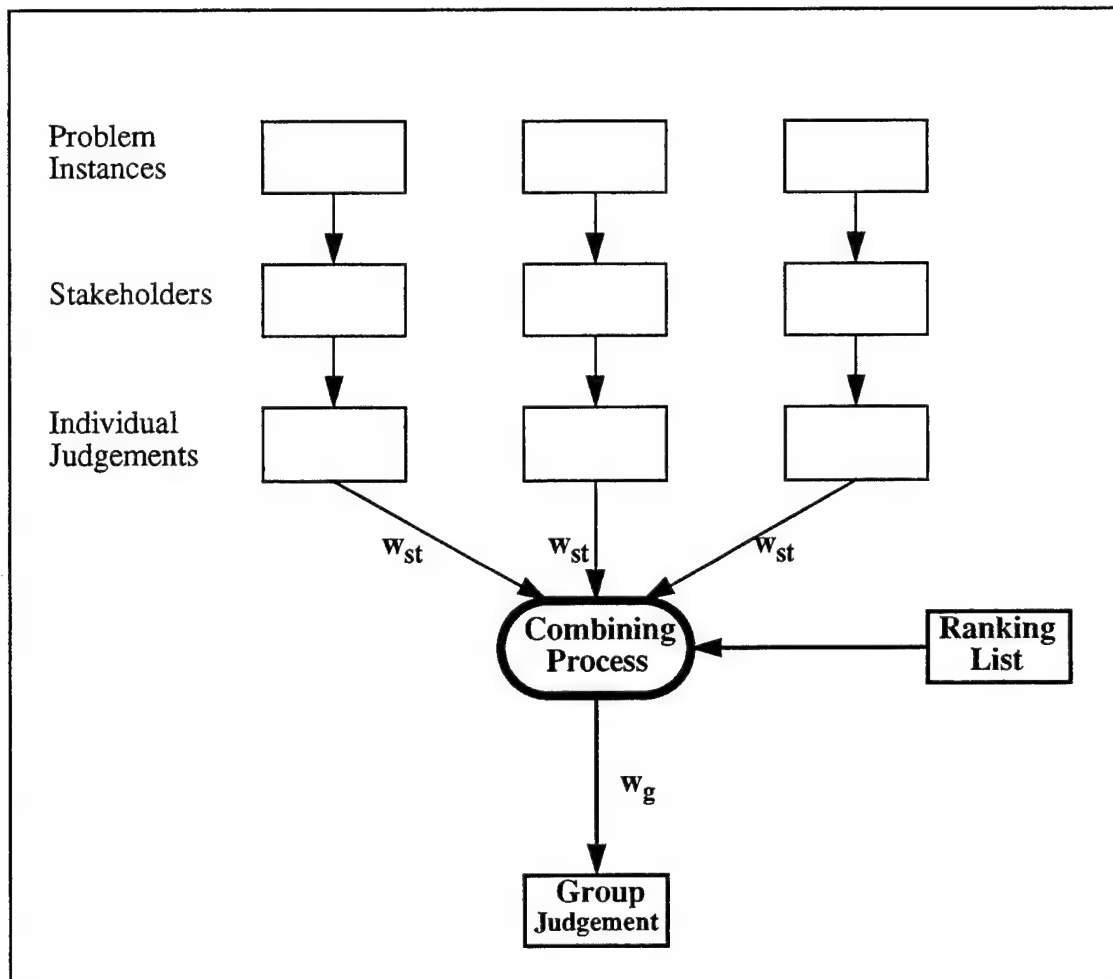 Problem
Instances
Stakeholders
Individual
Judgements
w_st
w_st
w_st
Combining
Process
Ranking
List
w_g
Group
Judgement